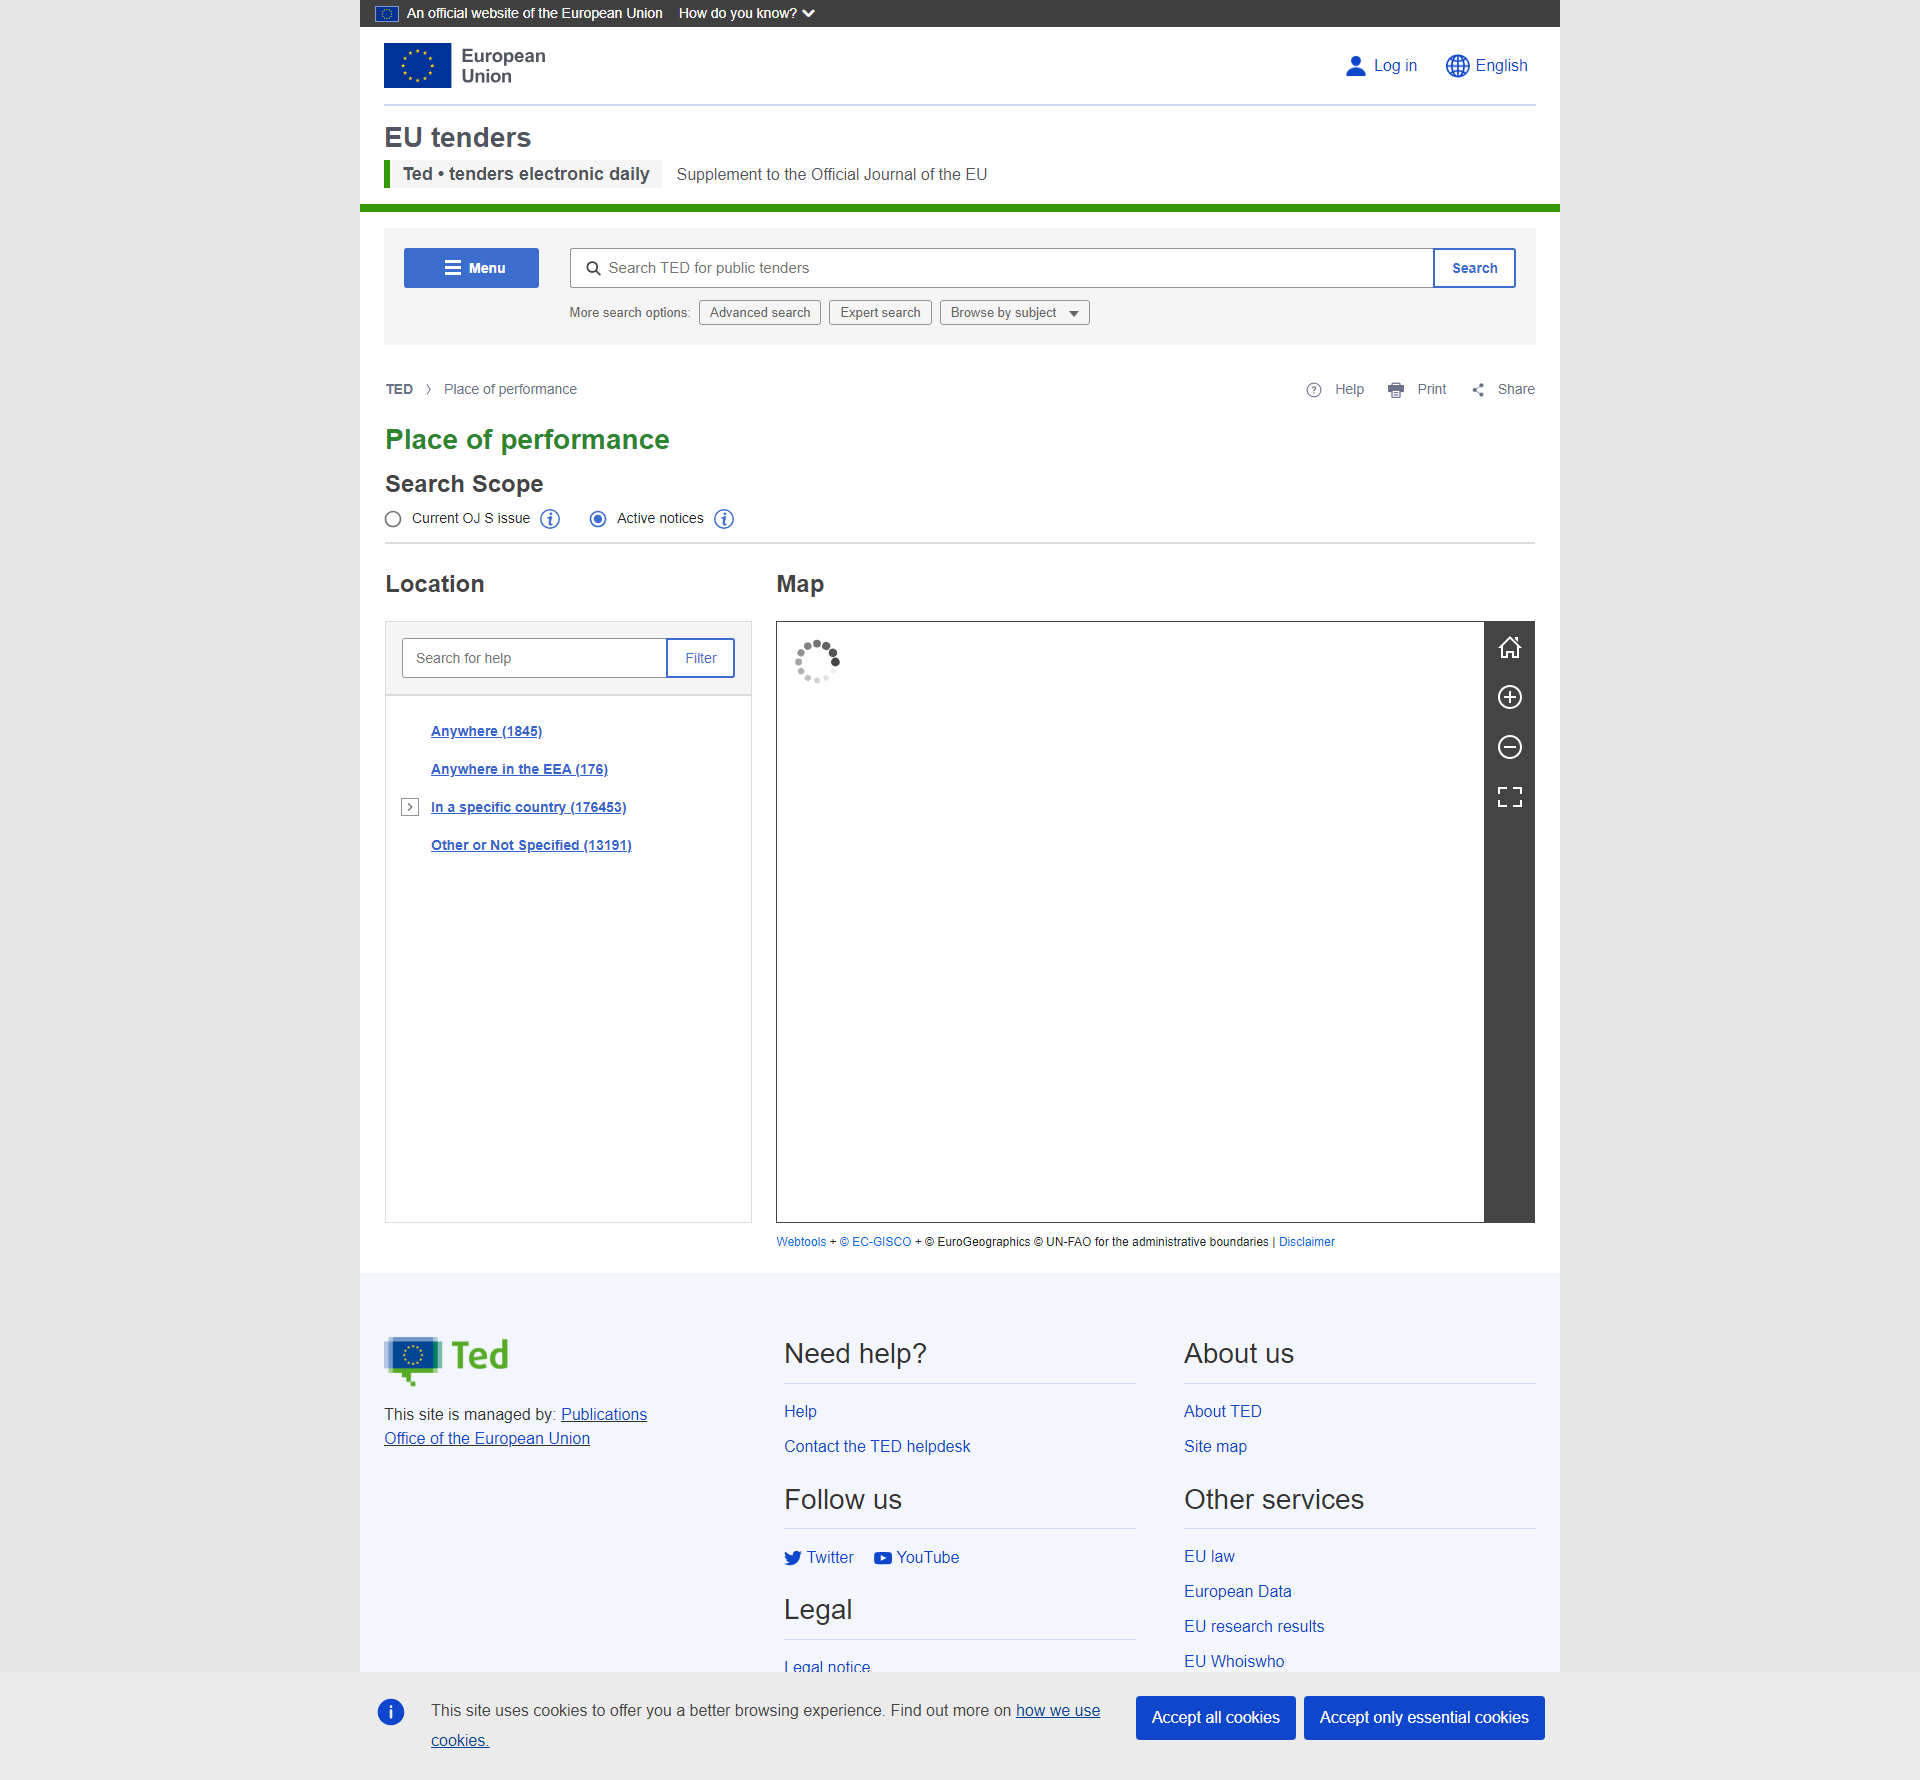 An official website of the European Union How do you know?
European
Union
Log in English
EU tenders
Ted • tenders electronic daily Supplement to the Official Journal of the EU
Menu Search TED for public tenders Search
More search options: Advanced search Expert search Browse by subject
TED Place of performance Help Print Share
Place of performance
Search Scope
Current OJ S issue Active notices
Location
Map
Search for help Filter
Anywhere (1845)
Anywhere in the EEA (176)
In a specific country (176453)
Other or Not Specified (13191)
Webtools + © EC-GISCO + © EuroGeographics © UN-FAO for the administrative boundaries | Disclaimer
Ted
This site is managed by: Publications
Office of the European Union
Need help?
Help
Contact the TED helpdesk
Follow us
Twitter YouTube
Legal
Legal notice
About us
About TED
Site map
Other services
EU law
European Data
EU research results
EU Whoiswho
This site uses cookies to offer you a better browsing experience. Find out more on how we use
cookies.
Accept all cookies Accept only essential cookies